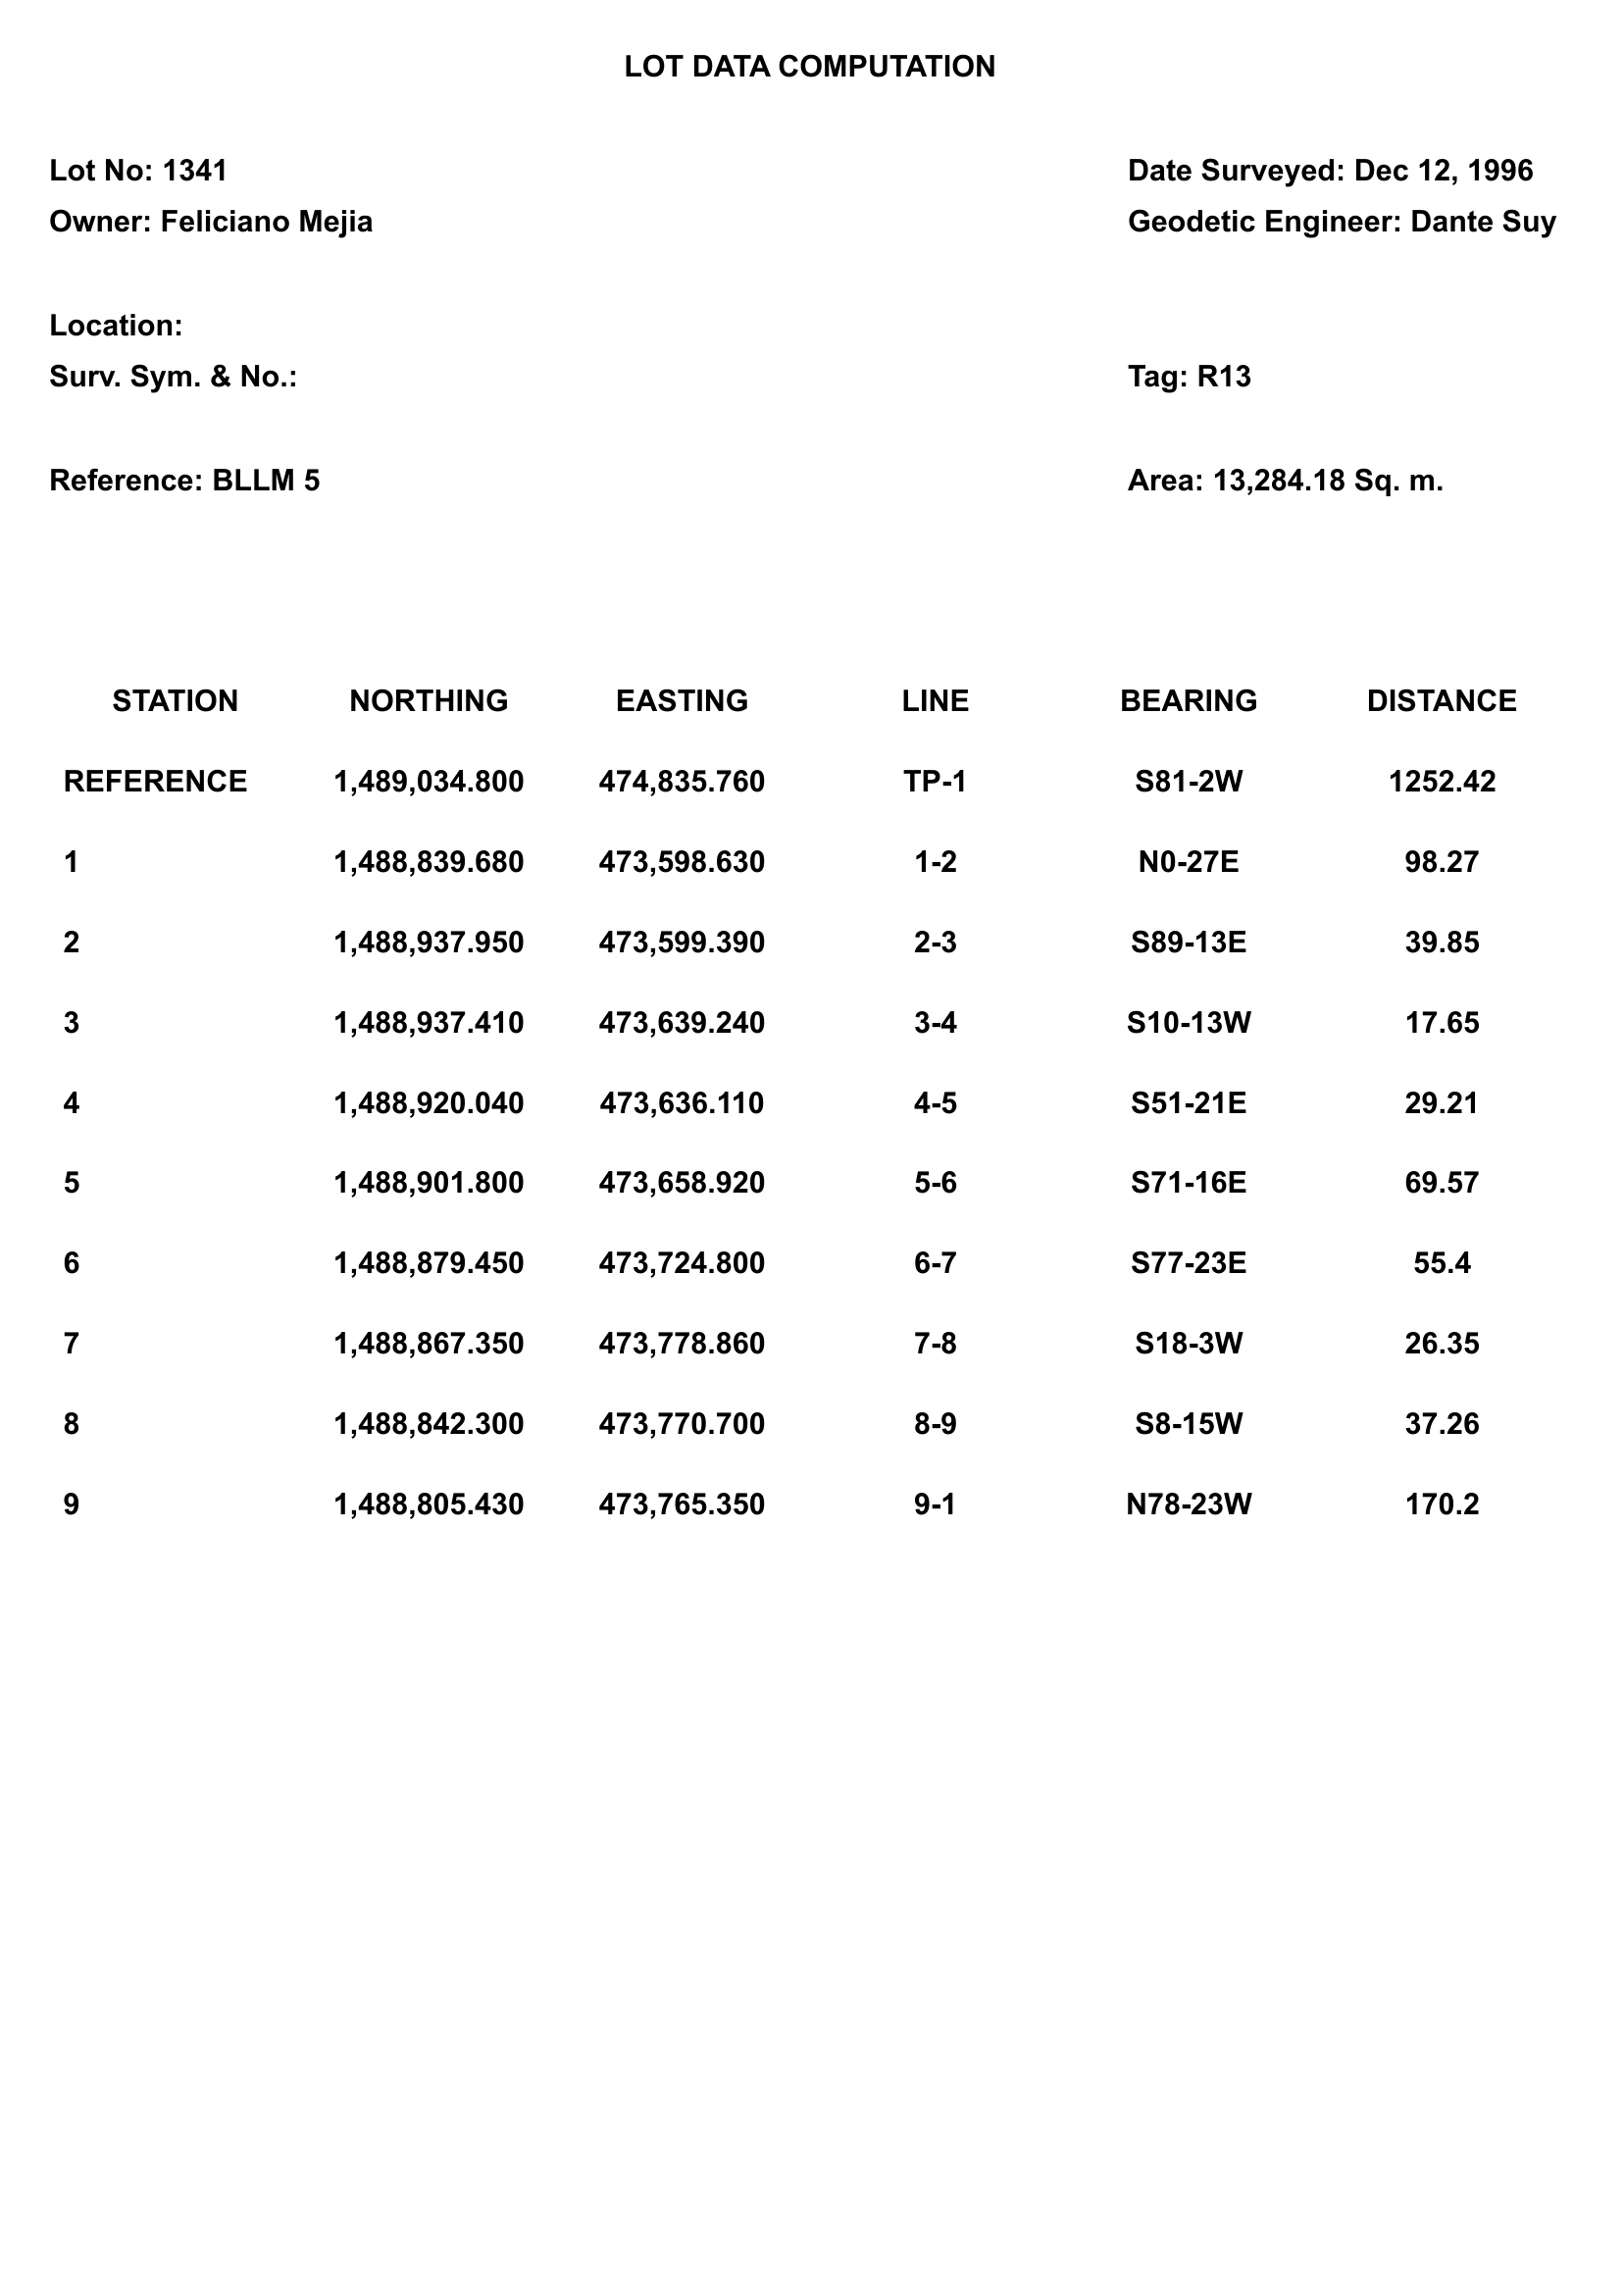 LOT DATA COMPUTATION
Lot No: 1341 Date Surveyed: Dec 12, 1996
Owner: Feliciano Mejia Geodetic Engineer: Dante Suy
Location:
Surv. Sym. & No.: Tag: R13
Reference: BLLM 5 Area: 13,284.18 Sq. m.
STATION NORTHING EASTING LINE BEARING DISTANCE
REFERENCE 1,489,034.800 474,835.760 TP-1 S81-2W 1252.42
1 1,488,839.680 473,598.630 1-2 N0-27E 98.27
2 1,488,937.950 473,599.390 2-3 S89-13E 39.85
3 1,488,937.410 473,639.240 3-4 S10-13W 17.65
4 1,488,920.040 473,636.110 4-5 S51-21E 29.21
5 1,488,901.800 473,658.920 5-6 S71-16E 69.57
6 1,488,879.450 473,724.800 6-7 S77-23E 55.4
7 1,488,867.350 473,778.860 7-8 S18-3W 26.35
8 1,488,842.300 473,770.700 8-9 S8-15W 37.26
9 1,488,805.430 473,765.350 9-1 N78-23W 170.2